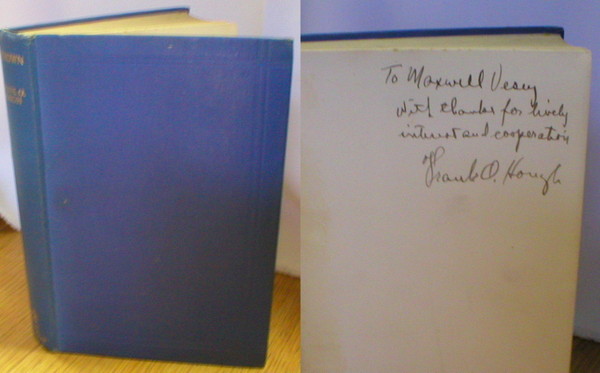 To Maxwell Vesey
With thanks for lively
interest and cooperation
Frank O. Hough